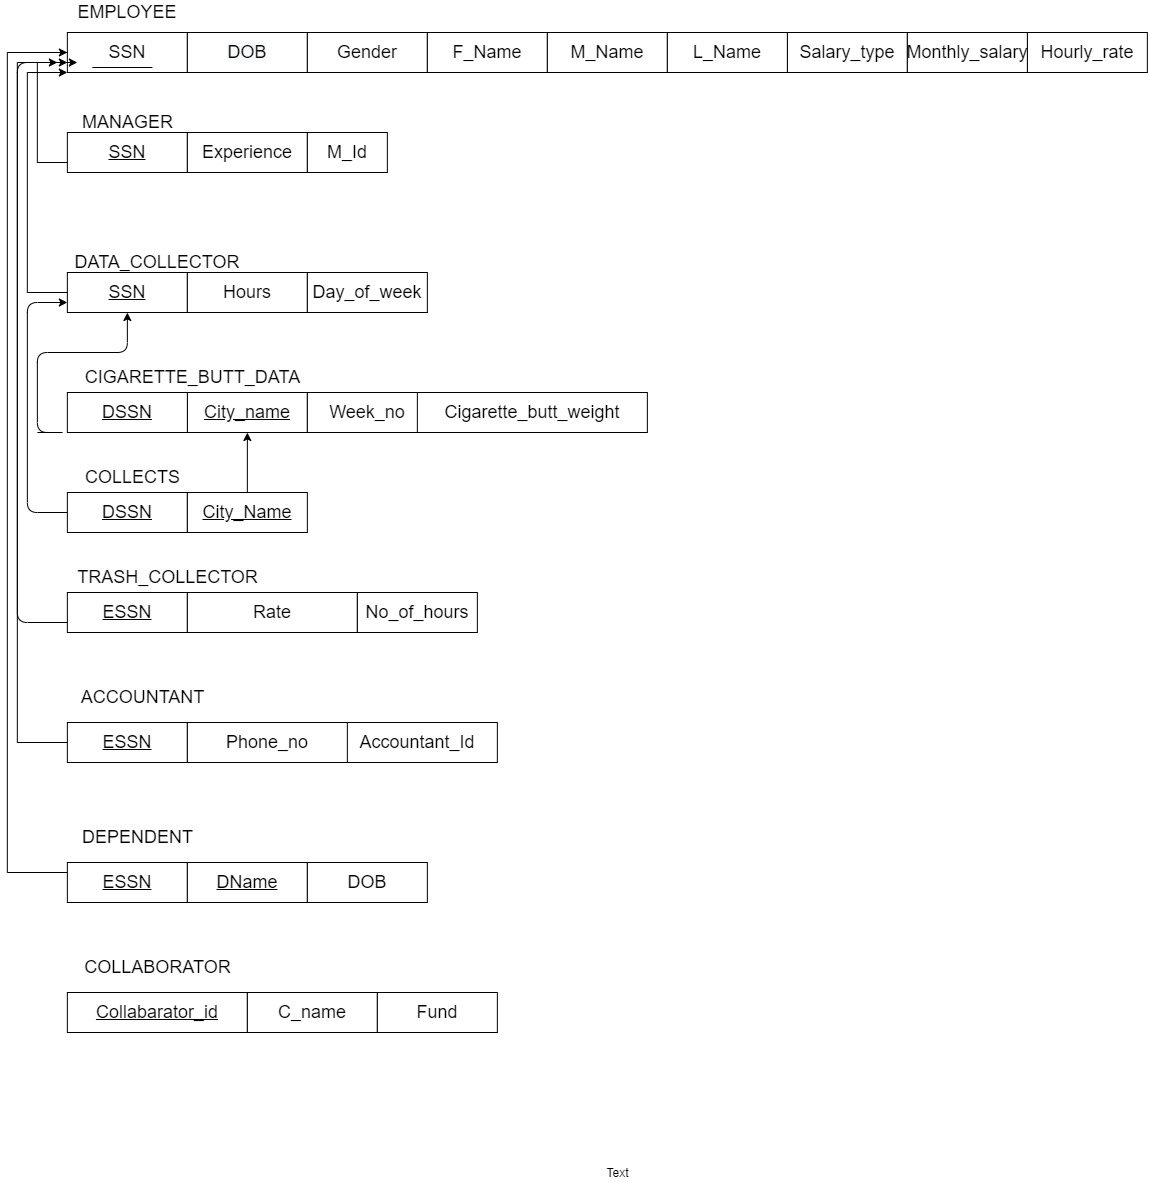 EMPLOYEE
SSN DOB Gender F_Name M_Name L_Name Salary_type Monthly_salary Hourly_rate
MANAGER
SSN Experience M_Id
DATA_COLLECTOR
SSN Hours Day_of_week
CIGARETTE_BUTT_DATA
DSSN City_name Week_no Cigarette_butt_weight
COLLECTS
DSSN City_Name
TRASH_COLLECTOR
ESSN Rate No_of_hours
ACCOUNTANT
ESSN Phone_no Accountant_Id
DEPENDENT
ESSN DName DOB
COLLABORATOR
Collabarator_id C_name Fund
Text